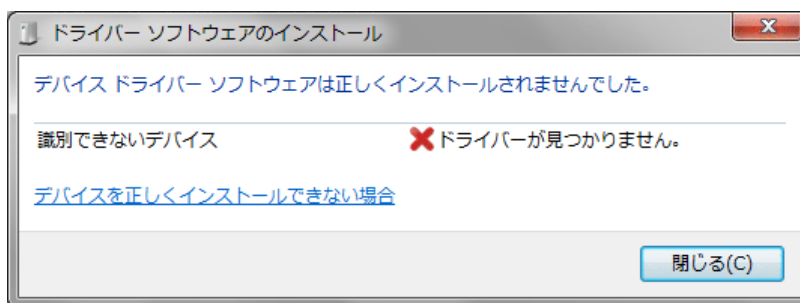 ドライバー ソフトウェアのインストール
デバイス ドライバー ソフトウェアは正しくインストールされませんでした。
識別できないデバイス ドライバーが見つかりません。
デバイスを正しくインストールできない場合
閉じる(C)